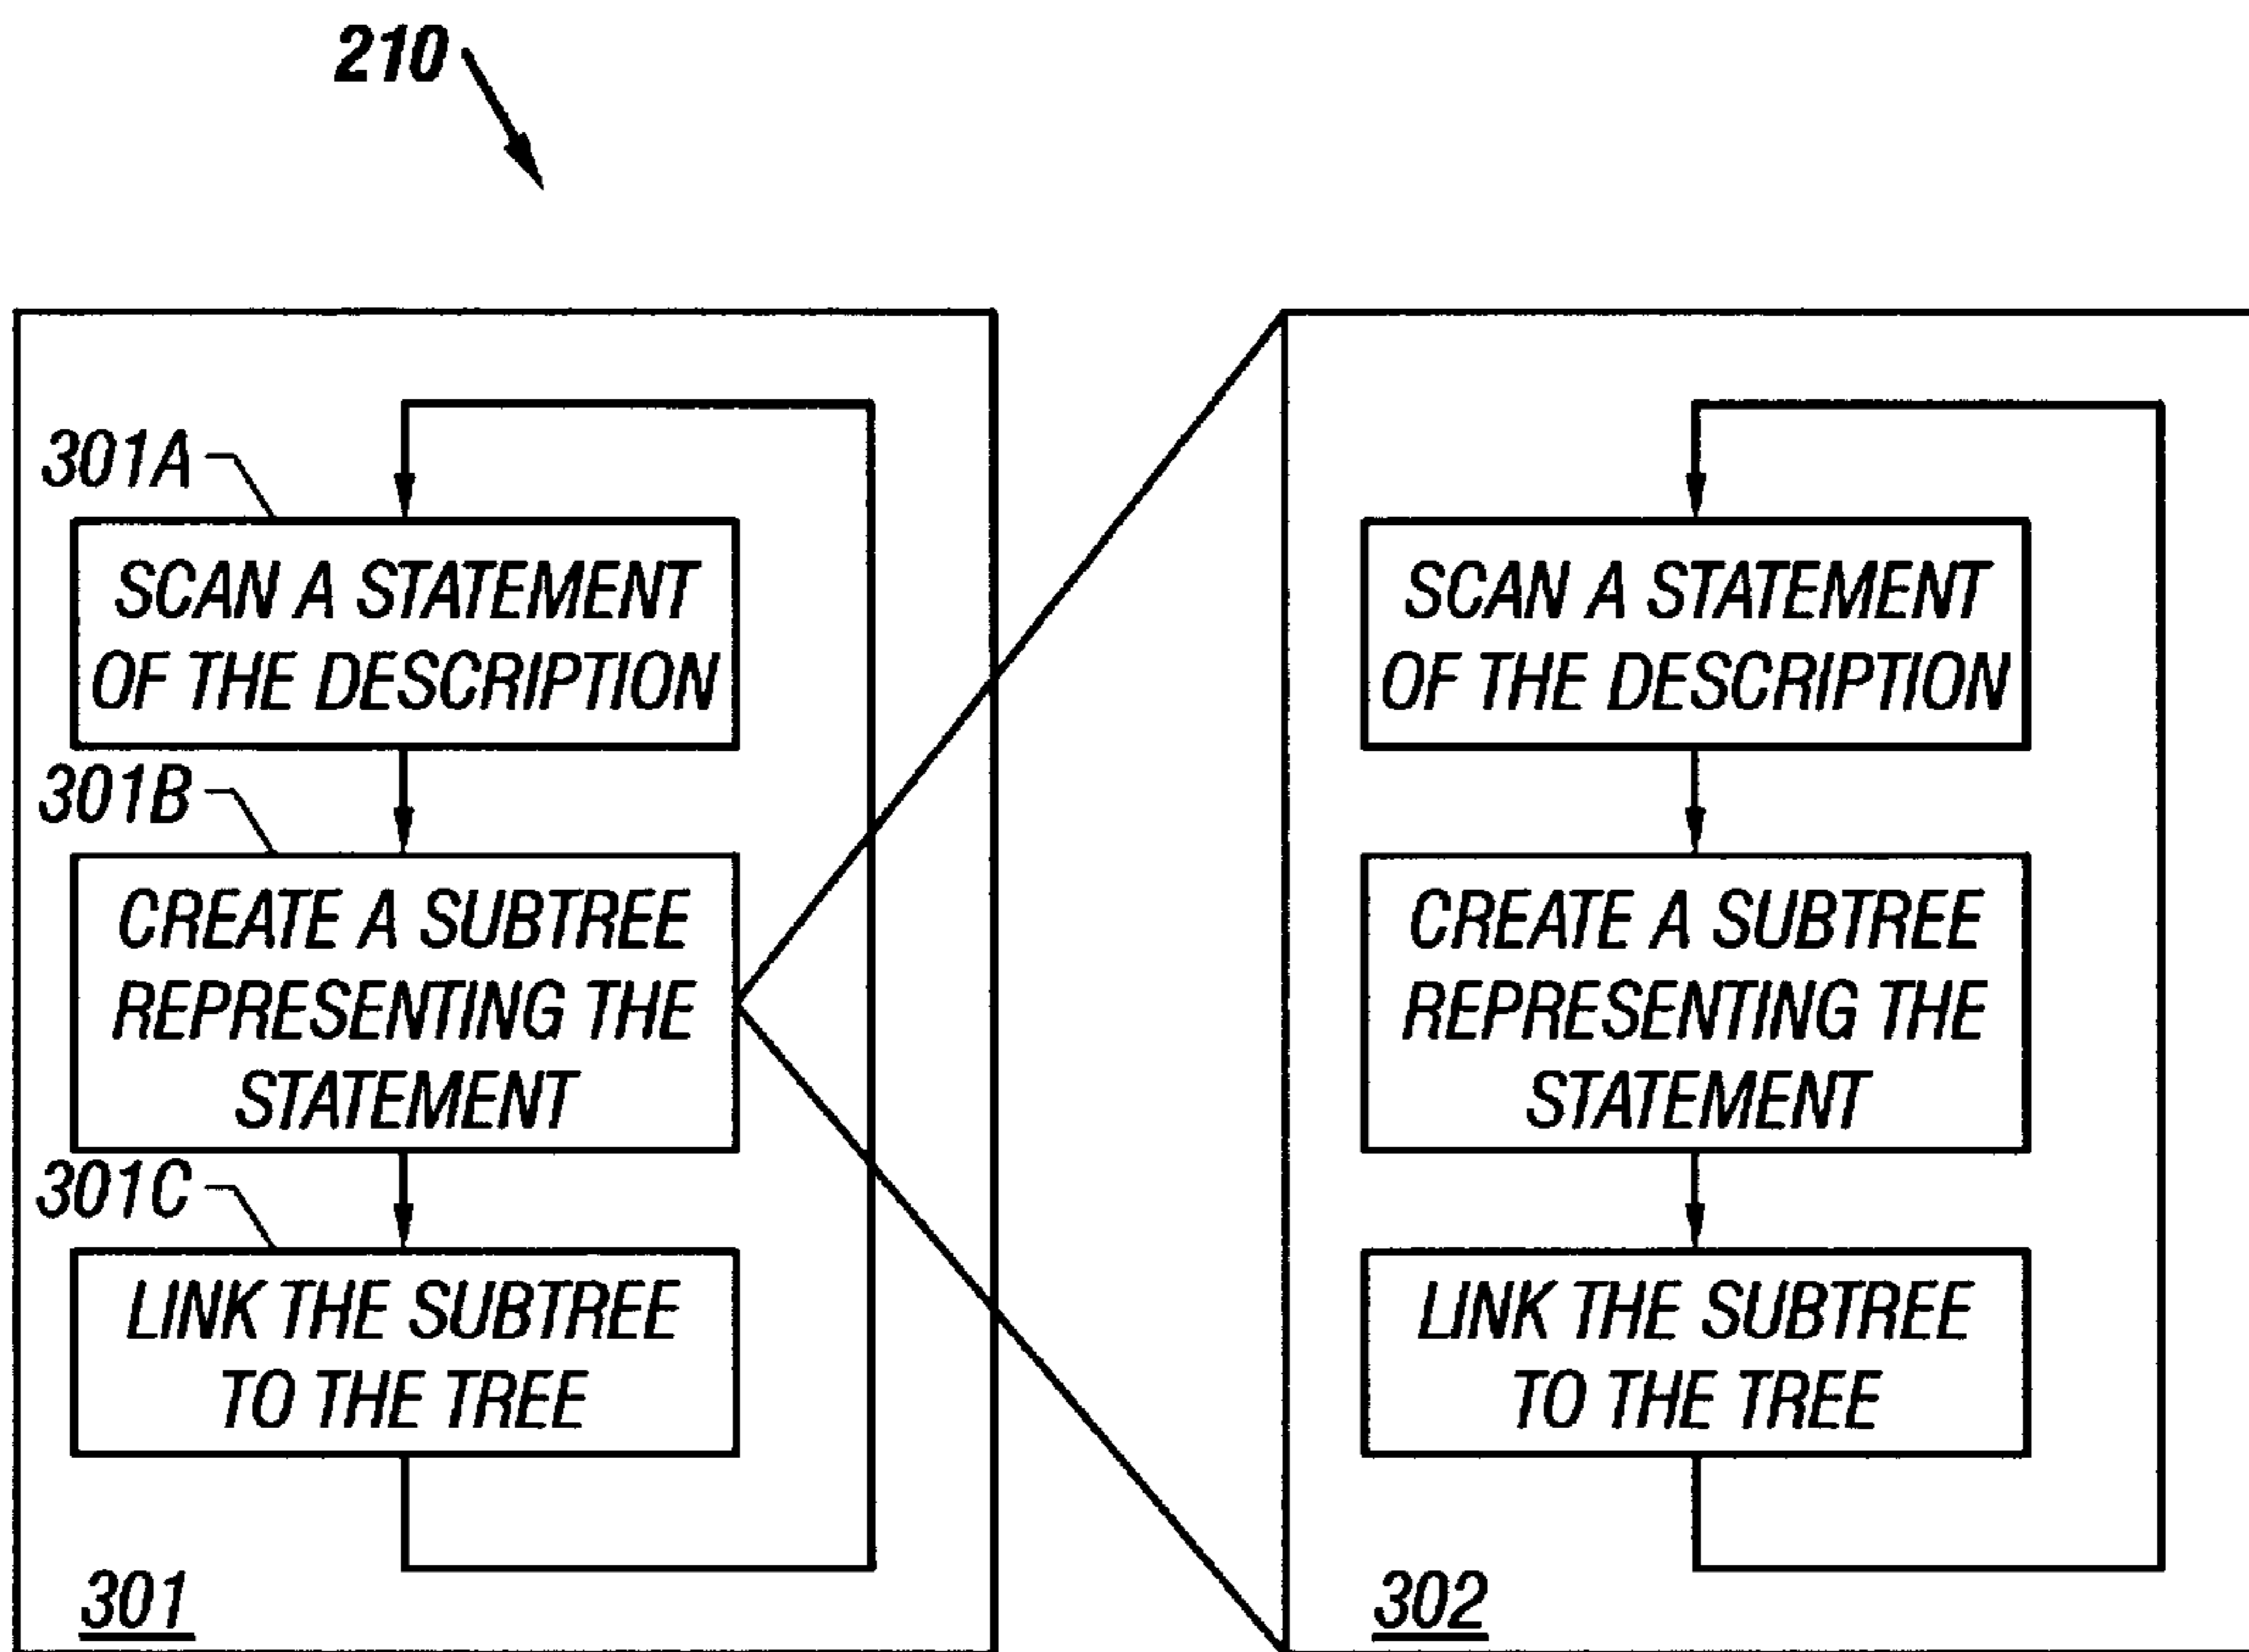 210
301A
SCAN A STATEMENT
OF THE DESCRIPTION
301B
CREATE A SUBTREE
REPRESENTING THE
STATEMENT
301C
LINK THE SUBTREE
TO THE TREE
301
SCAN A STATEMENT
OF THE DESCRIPTION
CREATE A SUBTREE
REPRESENTING THE
STATEMENT
LINK THE SUBTREE
TO THE TREE
302